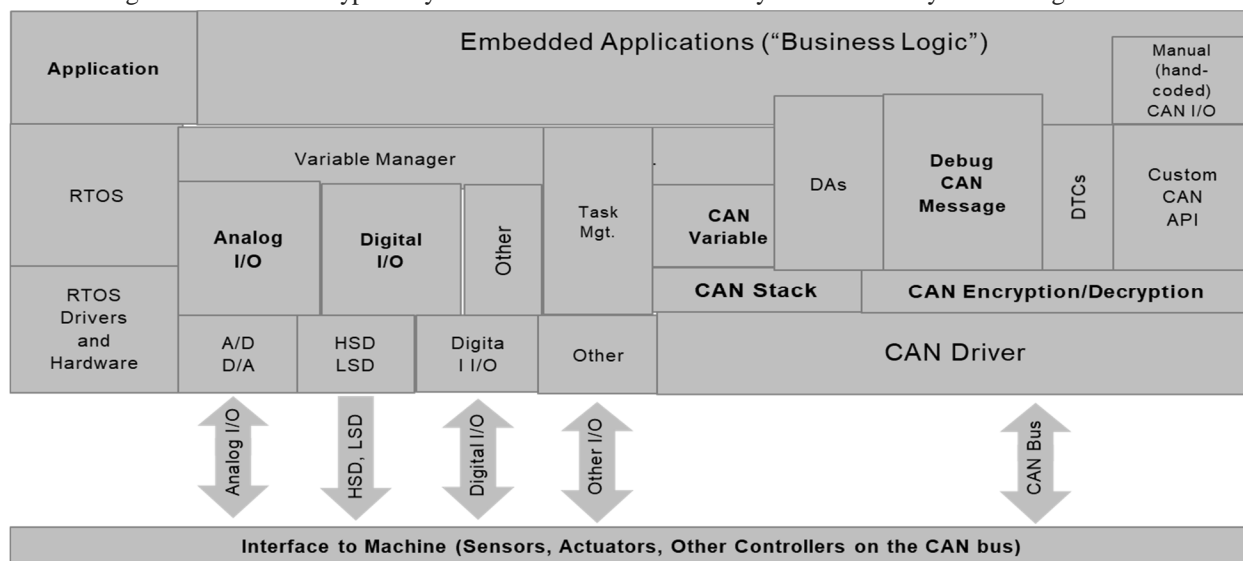 Embedded Applications (“Business Logic”)
Application
Manual
(hand-
coded)
CAN I/O
RTOS
Variable Manager
.
Task
Mgt.
DAs
Debug
CAN
Message
DTCs
Custom
CAN
API
Analog
I/O
Digital
I/O
Other
CAN
Variable
RTOS
Drivers
and
Hardware
CAN Stack
CAN Encryption/Decryption
A/D
D/A
HSD
LSD
Digita
l I/O
Other
CAN Driver
Analog I/O
HSD, LSD
Digital I/O
Other I/O
CAN Bus
Interface to Machine (Sensors, Actuators, Other Controllers on the CAN bus)